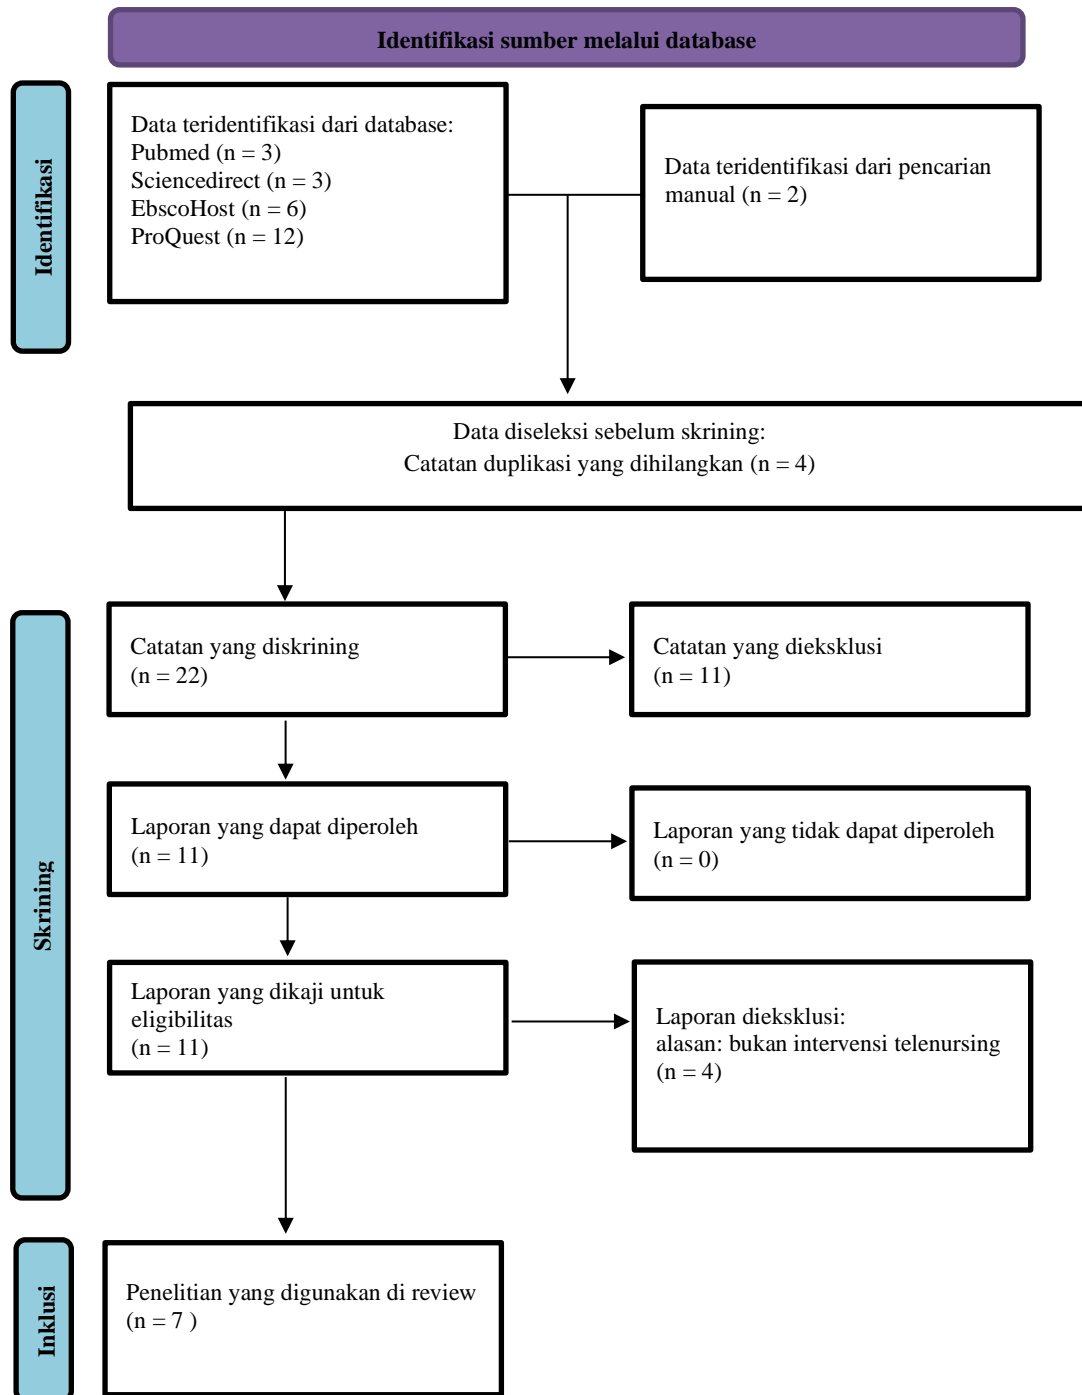 Identifikasi sumber melalui database
Identifikasi
Data teridentifikasi dari database:
Pubmed (n = 3)
Sciencedirect (n = 3)
EbscoHost (n = 6)
ProQuest (n = 12)
Data teridentifikasi dari pencarian
manual (n = 2)
Data diseleksi sebelum skrining:
Catatan duplikasi yang dihilangkan (n = 4)
Skrining
Catatan yang diskrining
(n = 22)
Catatan yang dieksklusi
(n = 11)
Laporan yang dapat diperoleh
(n = 11)
Laporan yang tidak dapat diperoleh
(n = 0)
Laporan yang dikaji untuk
eligibilitas
(n = 11)
Laporan dieksklusi:
alasan: bukan intervensi telenursing
(n = 4)
Inklusi
Penelitian yang digunakan di review
(n = 7 )